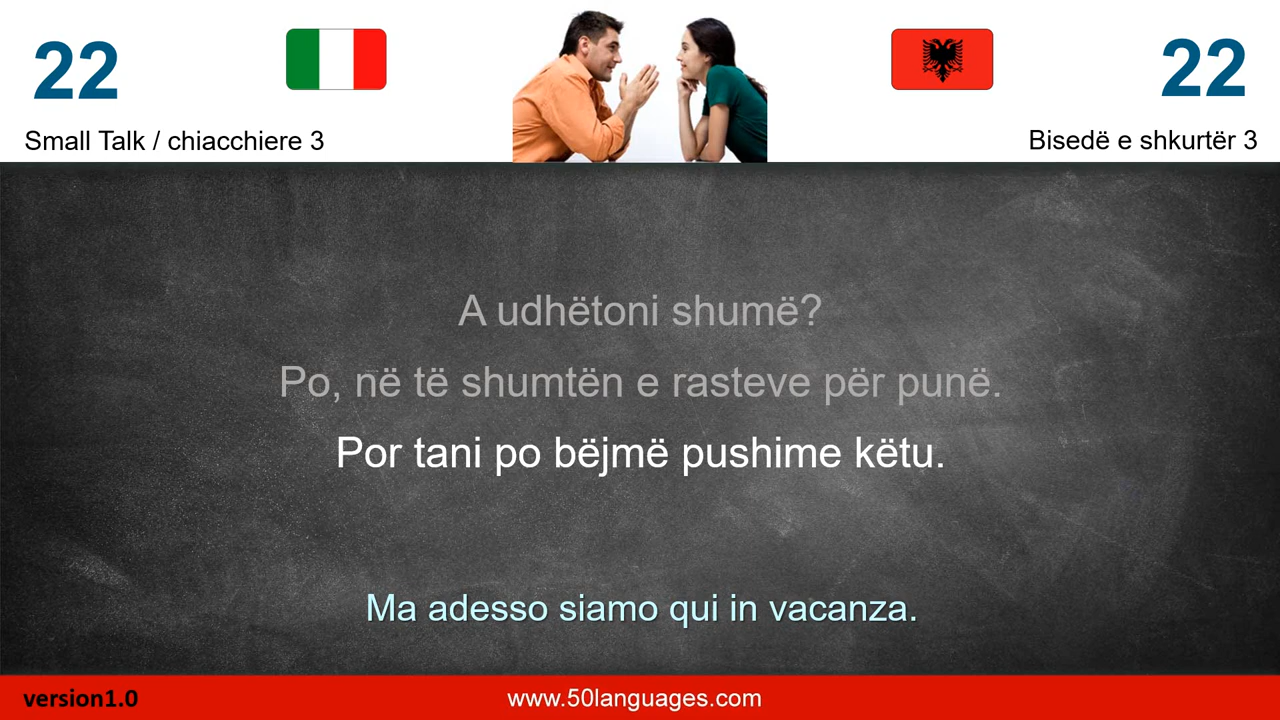 22
22
Small Talk / chiacchiere 3
Bisedë e shkurtër 3
A udhëtoni shumë?
Po, në të shumtën e rasteve për punë.
Por tani po bëjmë pushime këtu.
Ma adesso siamo qui in vacanza.
version1.0
www.50languages.com